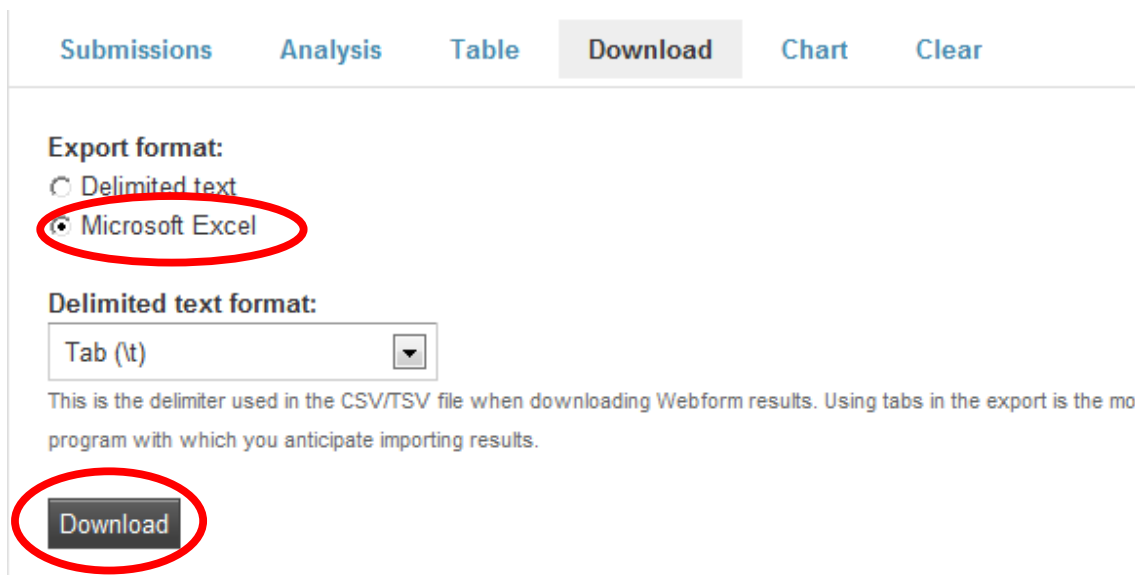 Submissions Analysis Table Download Chart Clear
Export format:
Delimited text
Microsoft Excel
Delimited text format:
Tab (\t)
This is the delimiter used in the CSV/TSV file when downloading Webform results. Using tabs in the export is the mo
program with which you anticipate importing results.
Download